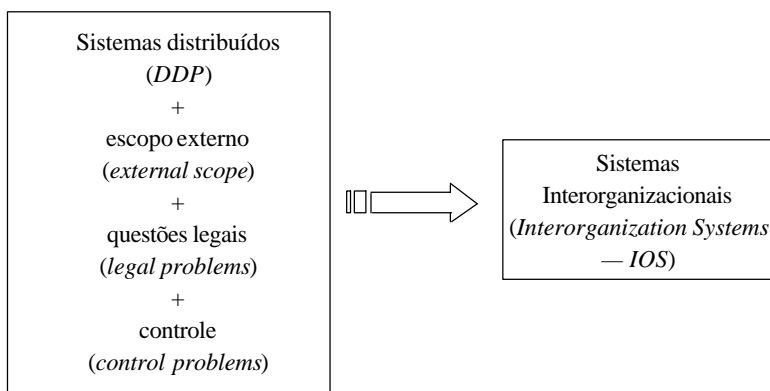 Sistemas distribuídos
(DDP)
+
escopo externo
(external scope)
+
questões legais
(legal problems)
+
controle
(control problems)
Sistemas
Interorganizacionais
(Interorganization Systems
— IOS)